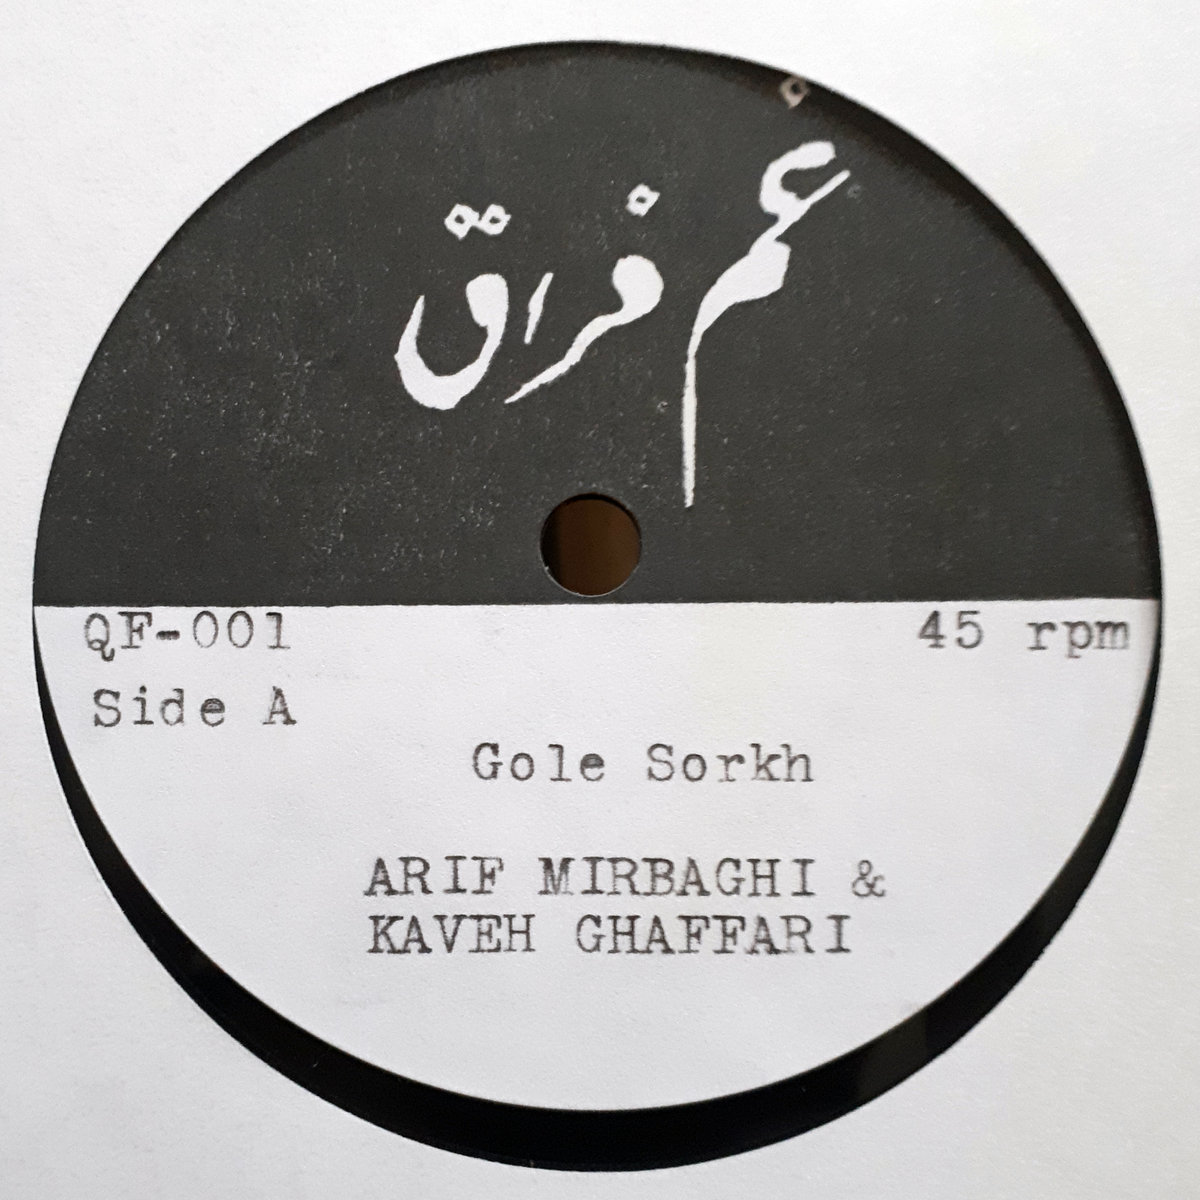 غم فراق
QF-001
45 rpm
Side A
Gole Sorkh
ARIF MIRBAGHI &
KAVEH GHAFFARI